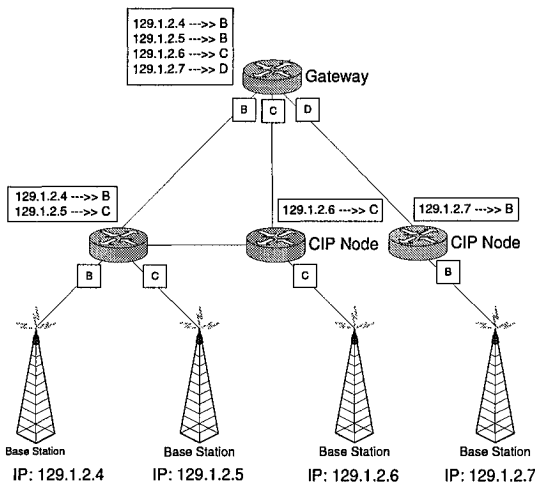 129.1.2.4 --->> B
129.1.2.5 --->> B
129.1.2.6 --->> C
129.1.2.7 --->> D
Gateway
B
C
D
129.1.2.4 --->> B
129.1.2.5 --->> C
129.1.2.6 --->> C
129.1.2.7 --->> B
CIP Node
CIP Node
B
C
C
B
Base Station
Base Station
Base Station
Base Station
IP: 129.1.2.4
IP: 129.1.2.5
IP: 129.1.2.6
IP: 129.1.2.7